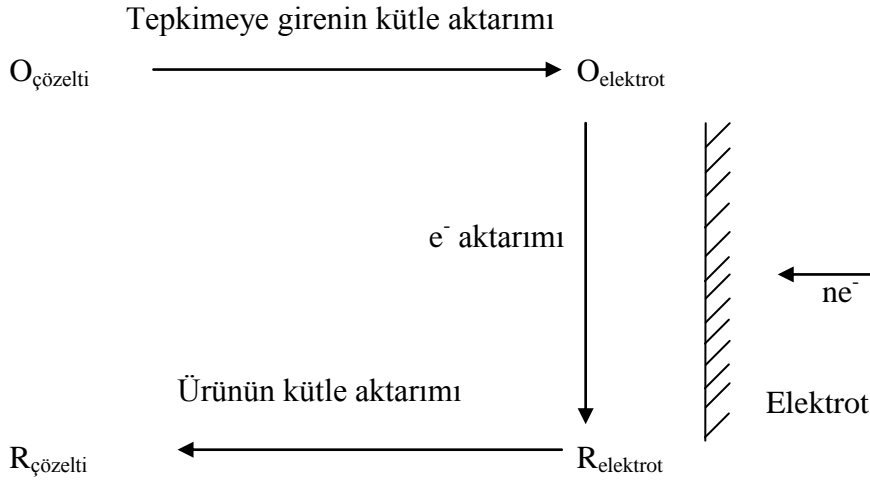 Tepkimeye girenin kütle aktarımı
Oçözelti Oelektrot
e⁻ aktarımı
ne⁻
Ürünün kütle aktarımı
Elektrot
Rçözelti Relektrot